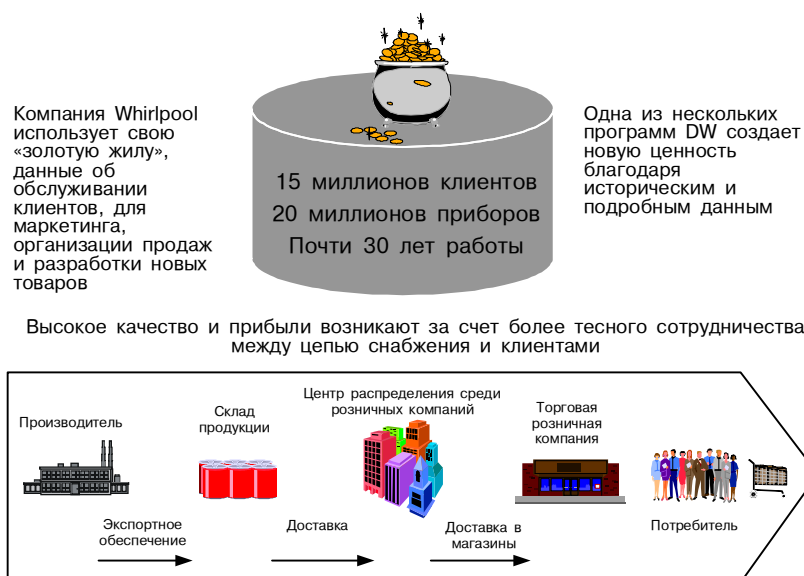 Компания Whirlpool
использует свою
«золотую жилу»,
данные об
обслуживании
клиентов, для
маркетинга,
организации продаж
и разработки новых
товаров
15 миллионов клиентов
20 миллионов приборов
Почти 30 лет работы
Одна из нескольких
программ DW создает
новую ценность
благодаря
историческим и
подробным данным
Высокое качество и прибыли возникают за счет более тесного сотрудничества
между цепью снабжения и клиентами
Производитель
Склад
продукции
Центр распределения среди
розничных компаний
Торговая
розничная
компания
Экспортное
обеспечение
Доставка
Доставка в
магазины
Потребитель